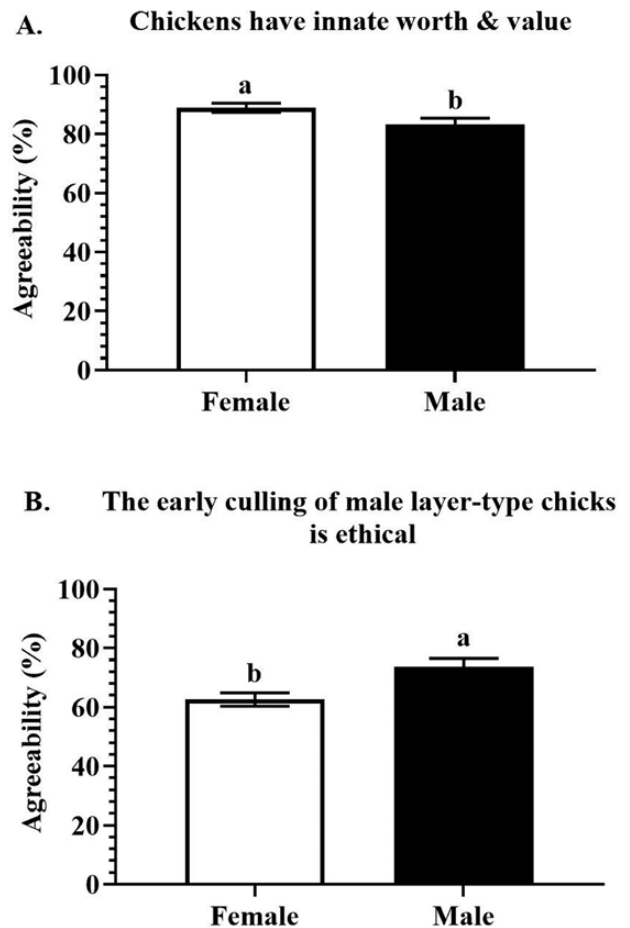 A. Chickens have innate worth & value
Agreeability (%)
100
80
60
40
20
0
a
b
Female Male
B. The early culling of male layer-type chicks
is ethical
Agreeability (%)
100
80
60
40
20
0
b
a
Female Male